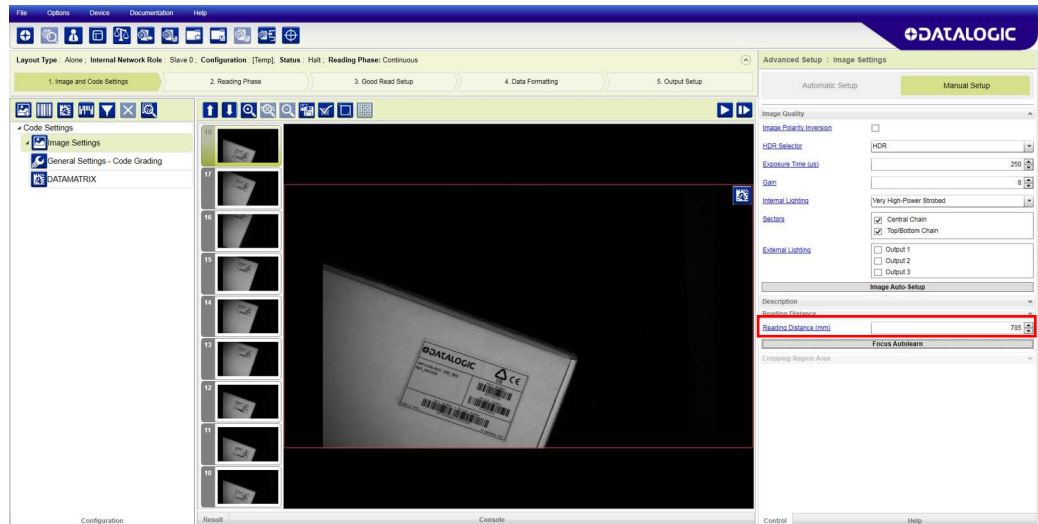 File Options Device Documentation Help
DATALOGIC
Layout Type : Alone ; Internal Network Role : Slave 0 ; Configuration : [Temp]; Status : Halt ; Reading Phase: Continuous
1. Image and Code Settings 2. Reading Phase 3. Good Read Setup 4. Data Formatting 5. Output Setup
Advanced Setup : Image Settings
Automatic Setup Manual Setup
Code Settings
Image Settings
General Settings - Code Grading
DATAMATRIX
18
17
16
15
14
13
12
11
10
DATALOGIC
CE
Image Quality
Image Polarity Inversion
HDR Selector HDR
Exposure Time (us) 250
Gain 8
Internal Lighting Very High-Power Strobed
Sectors Central Chain
Top/Bottom Chain
External Lighting Output 1
Output 2
Output 3
Image Auto-Setup
Description
Reading Distance
Reading Distance (mm) 785
Focus Autolearn
Cropping Region Area
Configuration Result Console Control Help